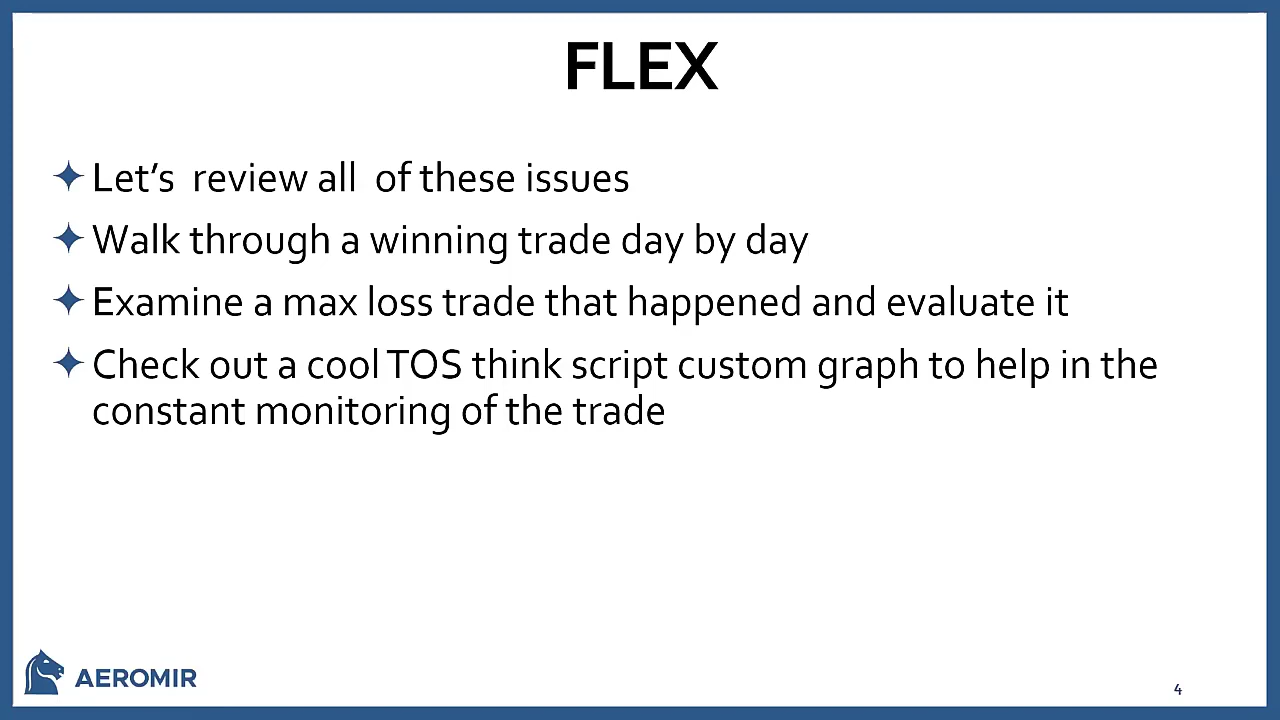 FLEX
Let’s  review all  of these issues
Walk through a winning trade day by day
Examine a max loss trade that happened and evaluate it
Check out a cool TOS think script custom graph to help in the
constant monitoring of the trade
AEROMIR
4